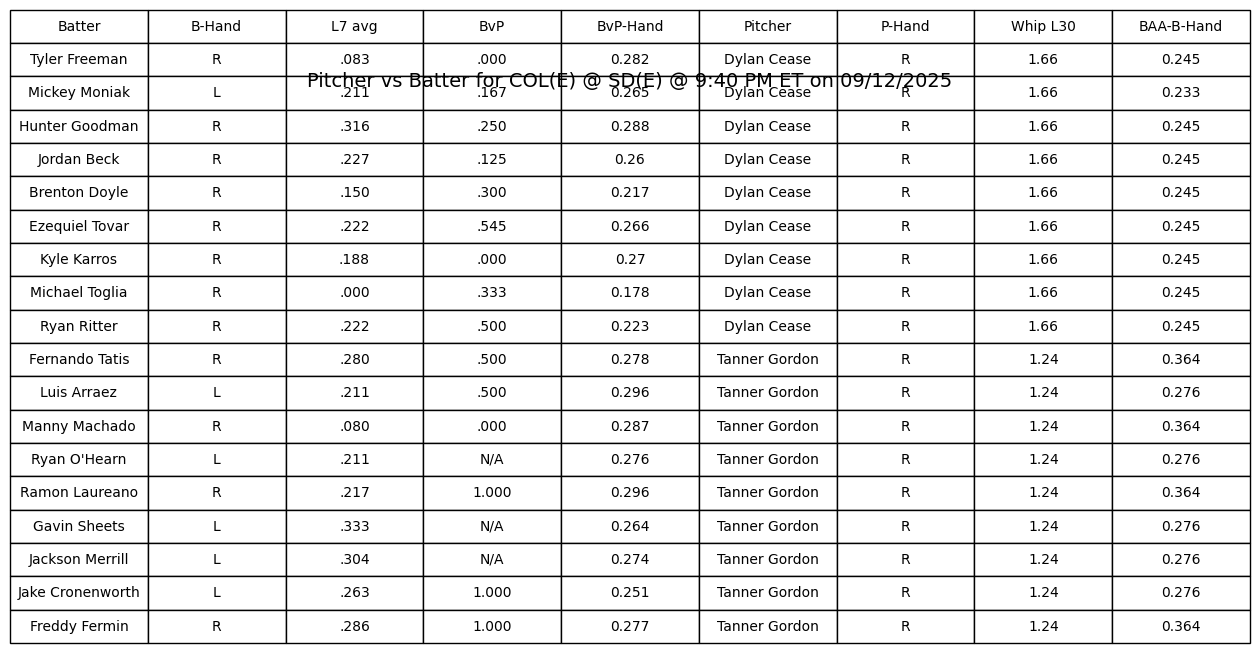 Batter B-Hand L7 avg BvP BvP-Hand Pitcher P-Hand Whip L30 BAA-B-Hand
Tyler Freeman R .083 .000 0.282 Dylan Cease R 1.66 0.245
Pitcher vs Batter for COL(E) @ SD(E) @ 9:40 PM ET on 09/12/2025
Mickey Moniak L .211 .167 0.265 Dylan Cease R 1.66 0.233
Hunter Goodman R .316 .250 0.288 Dylan Cease R 1.66 0.245
Jordan Beck R .227 .125 0.26 Dylan Cease R 1.66 0.245
Brenton Doyle R .150 .300 0.217 Dylan Cease R 1.66 0.245
Ezequiel Tovar R .222 .545 0.266 Dylan Cease R 1.66 0.245
Kyle Karros R .188 .000 0.27 Dylan Cease R 1.66 0.245
Michael Toglia R .000 .333 0.178 Dylan Cease R 1.66 0.245
Ryan Ritter R .222 .500 0.223 Dylan Cease R 1.66 0.245
Fernando Tatis R .280 .500 0.278 Tanner Gordon R 1.24 0.364
Luis Arraez L .211 .500 0.296 Tanner Gordon R 1.24 0.276
Manny Machado R .080 .000 0.287 Tanner Gordon R 1.24 0.364
Ryan O'Hearn L .211 N/A 0.276 Tanner Gordon R 1.24 0.276
Ramon Laureano R .217 1.000 0.296 Tanner Gordon R 1.24 0.364
Gavin Sheets L .333 N/A 0.264 Tanner Gordon R 1.24 0.276
Jackson Merrill L .304 N/A 0.274 Tanner Gordon R 1.24 0.276
Jake Cronenworth L .263 1.000 0.251 Tanner Gordon R 1.24 0.276
Freddy Fermin R .286 1.000 0.277 Tanner Gordon R 1.24 0.364